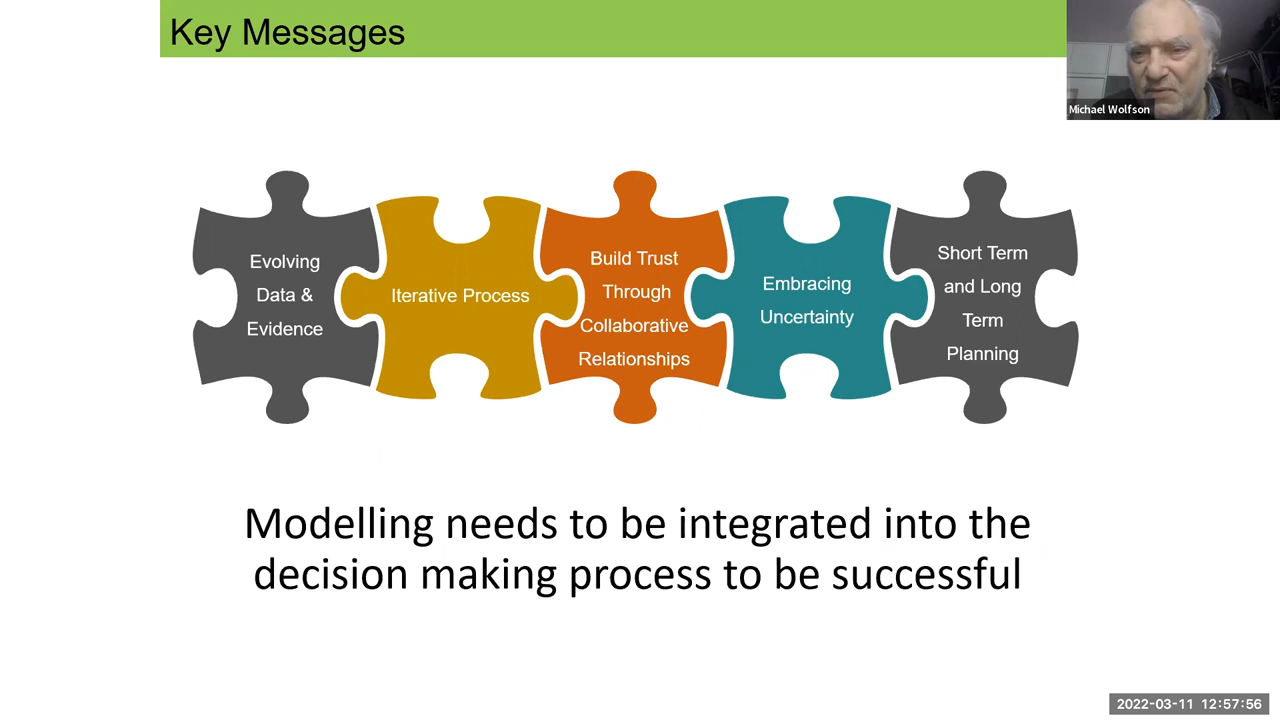 Key Messages
Michael Wolfson
Evolving
Data &
Evidence
Iterative Process
Build Trust
Through
Collaborative
Relationships
Embracing
Uncertainty
Short Term
and Long
Term
Planning
Modelling needs to be integrated into the
decision making process to be successful
2022-03-11 12:57:56